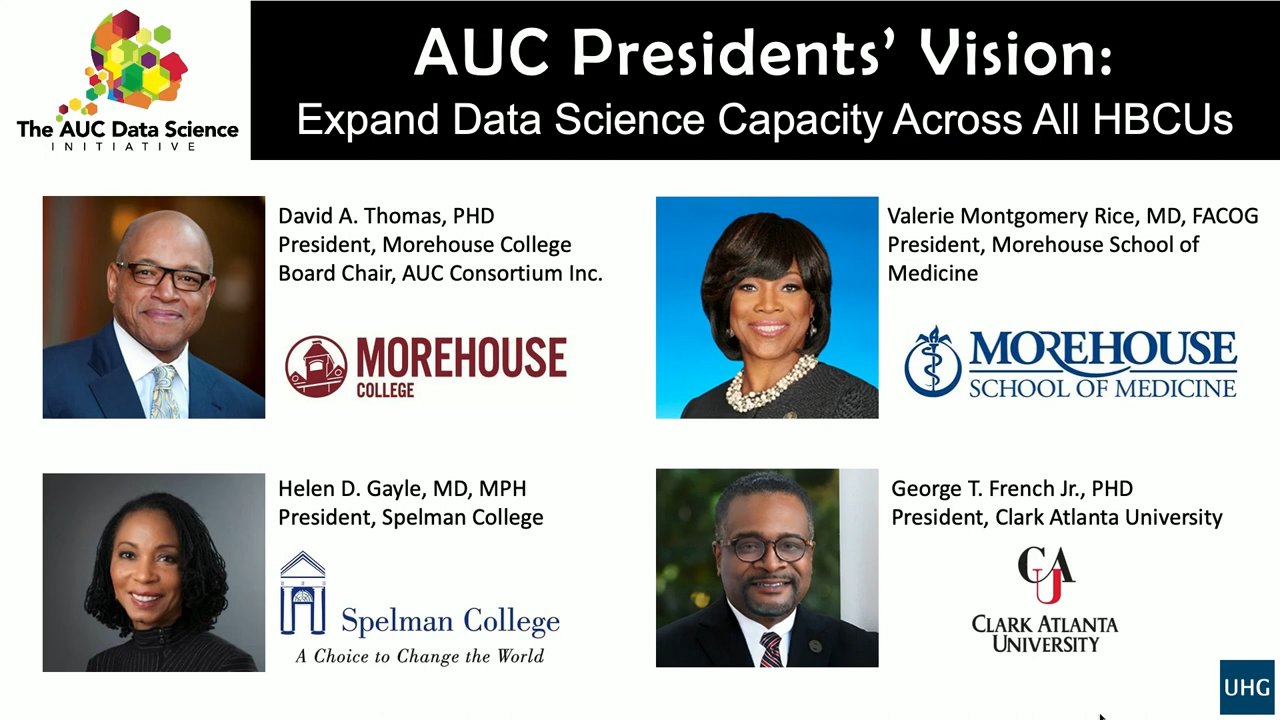 The AUC Data Science
INITIATIVE
AUC Presidents’ Vision:
Expand Data Science Capacity Across All HBCUs
David A. Thomas, PHD
President, Morehouse College
Board Chair, AUC Consortium Inc.
MOREHOUSE
COLLEGE
Valerie Montgomery Rice, MD, FACOG
President, Morehouse School of
Medicine
MOREHOUSE
SCHOOL OF MEDICINE
Helen D. Gayle, MD, MPH
President, Spelman College
Spelman College
A Choice to Change the World
George T. French Jr., PHD
President, Clark Atlanta University
CAU
CLARK ATLANTA
UNIVERSITY
UHG